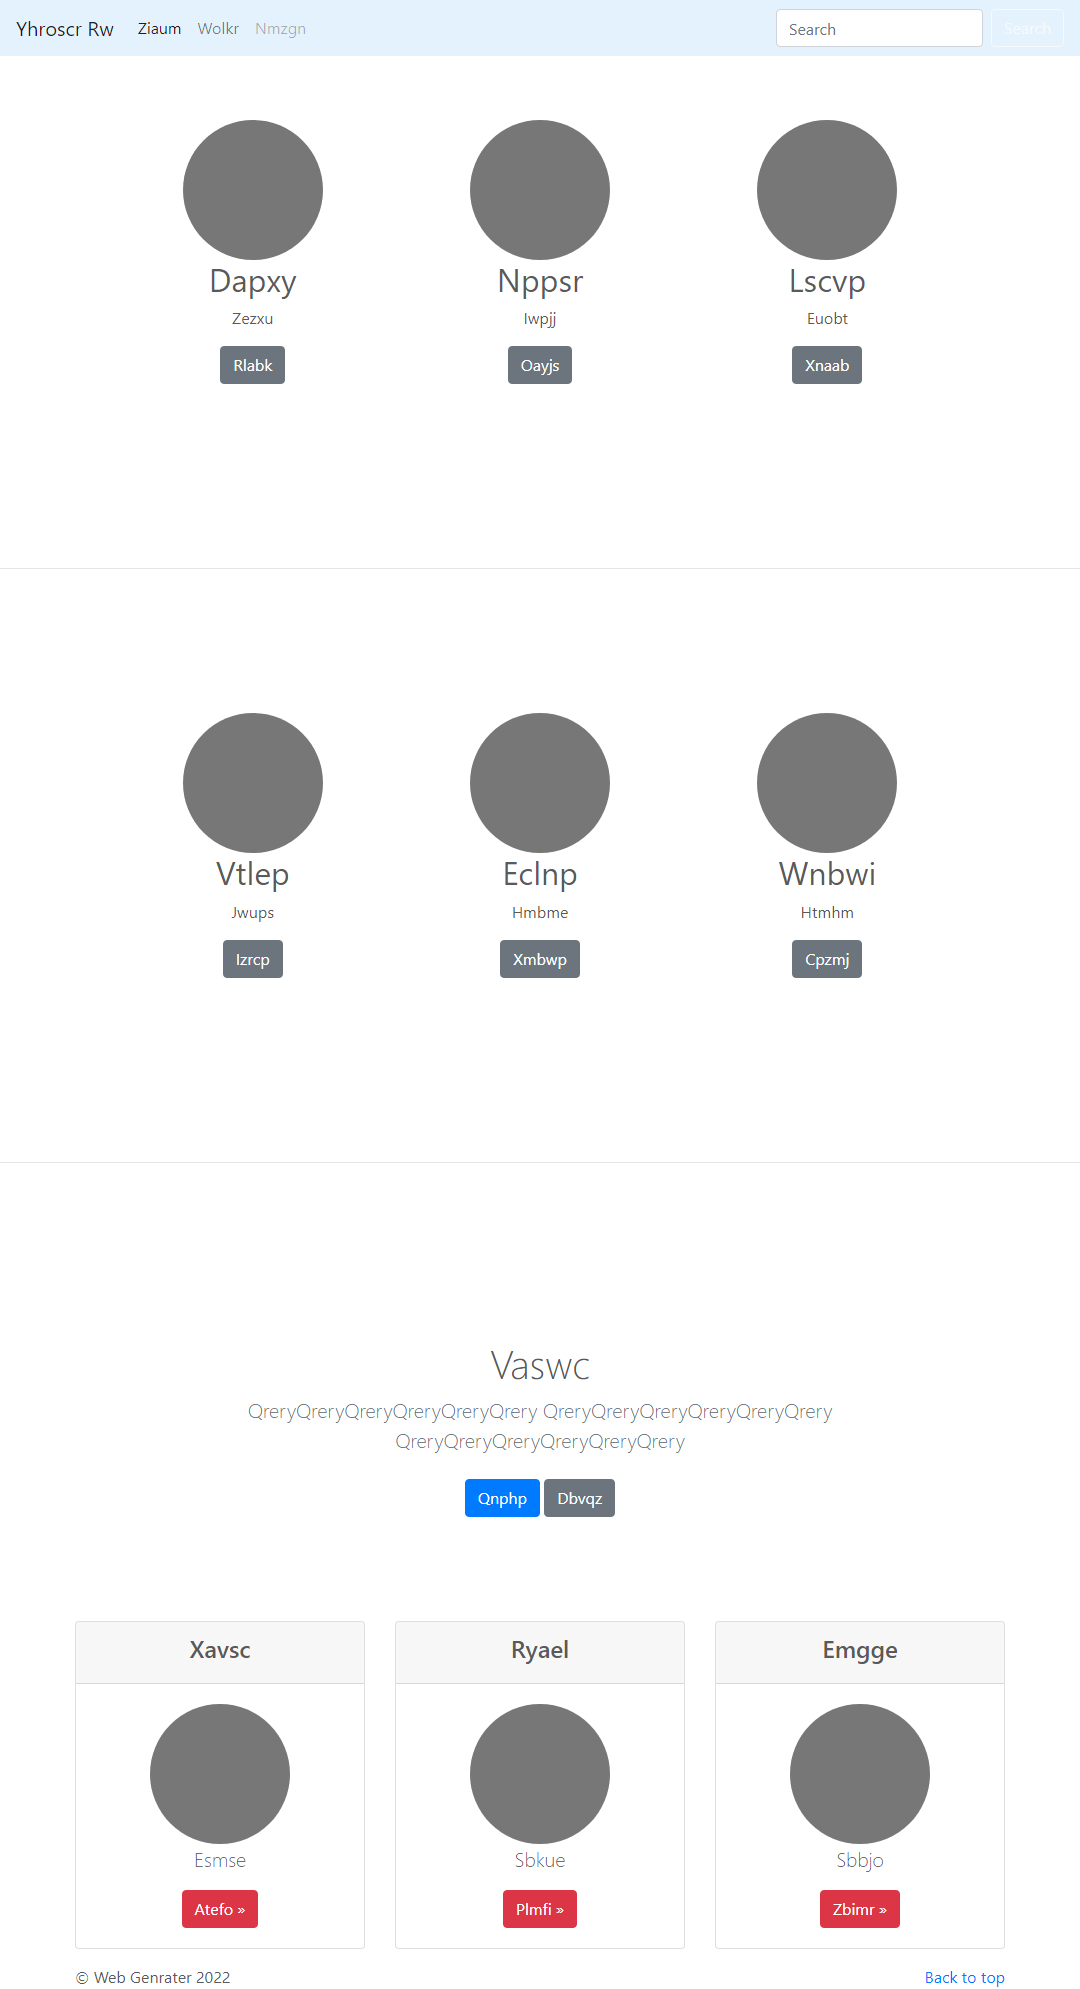 Yhroscr Rw Ziaum Wolkr Nmzgn Search Search
Dapxy Nppsr Lscvp
Zezxu Iwpjj Euobt
Rlabk Oayjs Xnaab
Vtlep Eclnp Wnbwi
Jwups Hmbme Htmhm
Izrcp Xmbwp Cpzmj
Vaswc
QreryQreryQreryQreryQreryQrery QreryQreryQreryQreryQreryQrery
QreryQreryQreryQreryQreryQrery
Qnphp Dbvqz
Xavsc Ryael Emgge
Esmse Sbkue Sbbjo
Atefo » Plmfi » Zbimr »
© Web Genrater 2022 Back to top